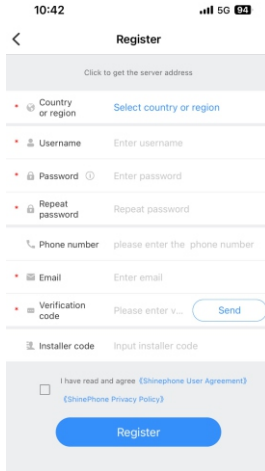 10:42
5G 94
Register
Click to get the server address
* Country or region Select country or region
* Username Enter username
* Password Enter password
* Repeat password Repeat password
Phone number please enter the phone number
* Email Enter email
* Verification code Please enter v... Send
Installer code Input installer code
I have read and agree 《Shinephone User Agreement》
《ShinePhone Privacy Policy》
Register